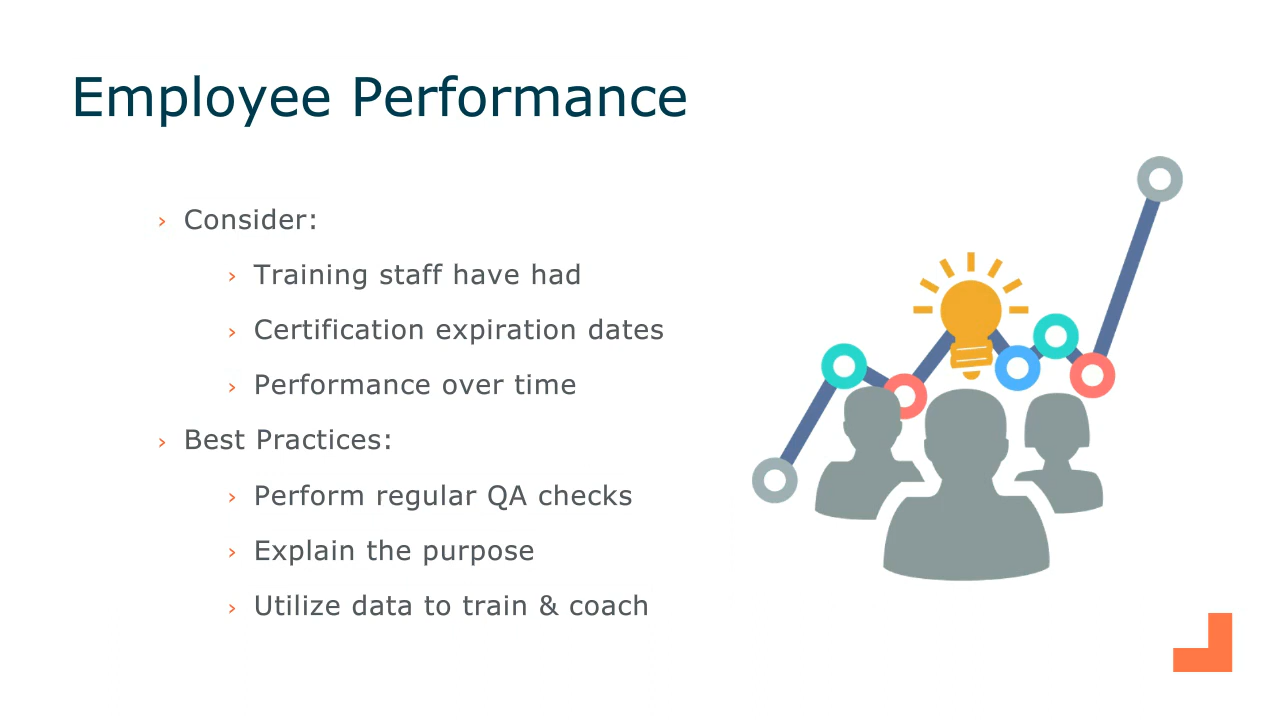 Employee Performance
› Consider:
› Training staff have had
› Certification expiration dates
› Performance over time
› Best Practices:
› Perform regular QA checks
› Explain the purpose
› Utilize data to train & coach